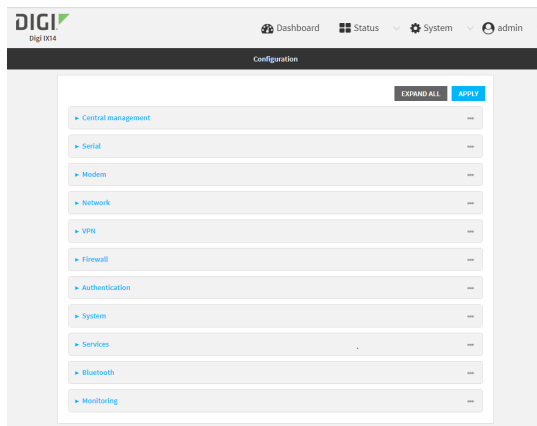 DIGI
Digi IX14
Dashboard
Status
System
admin
Configuration
EXPAND ALL
APPLY
Central management
Serial
Modem
Network
VPN
Firewall
Authentication
System
Services
Bluetooth
Monitoring